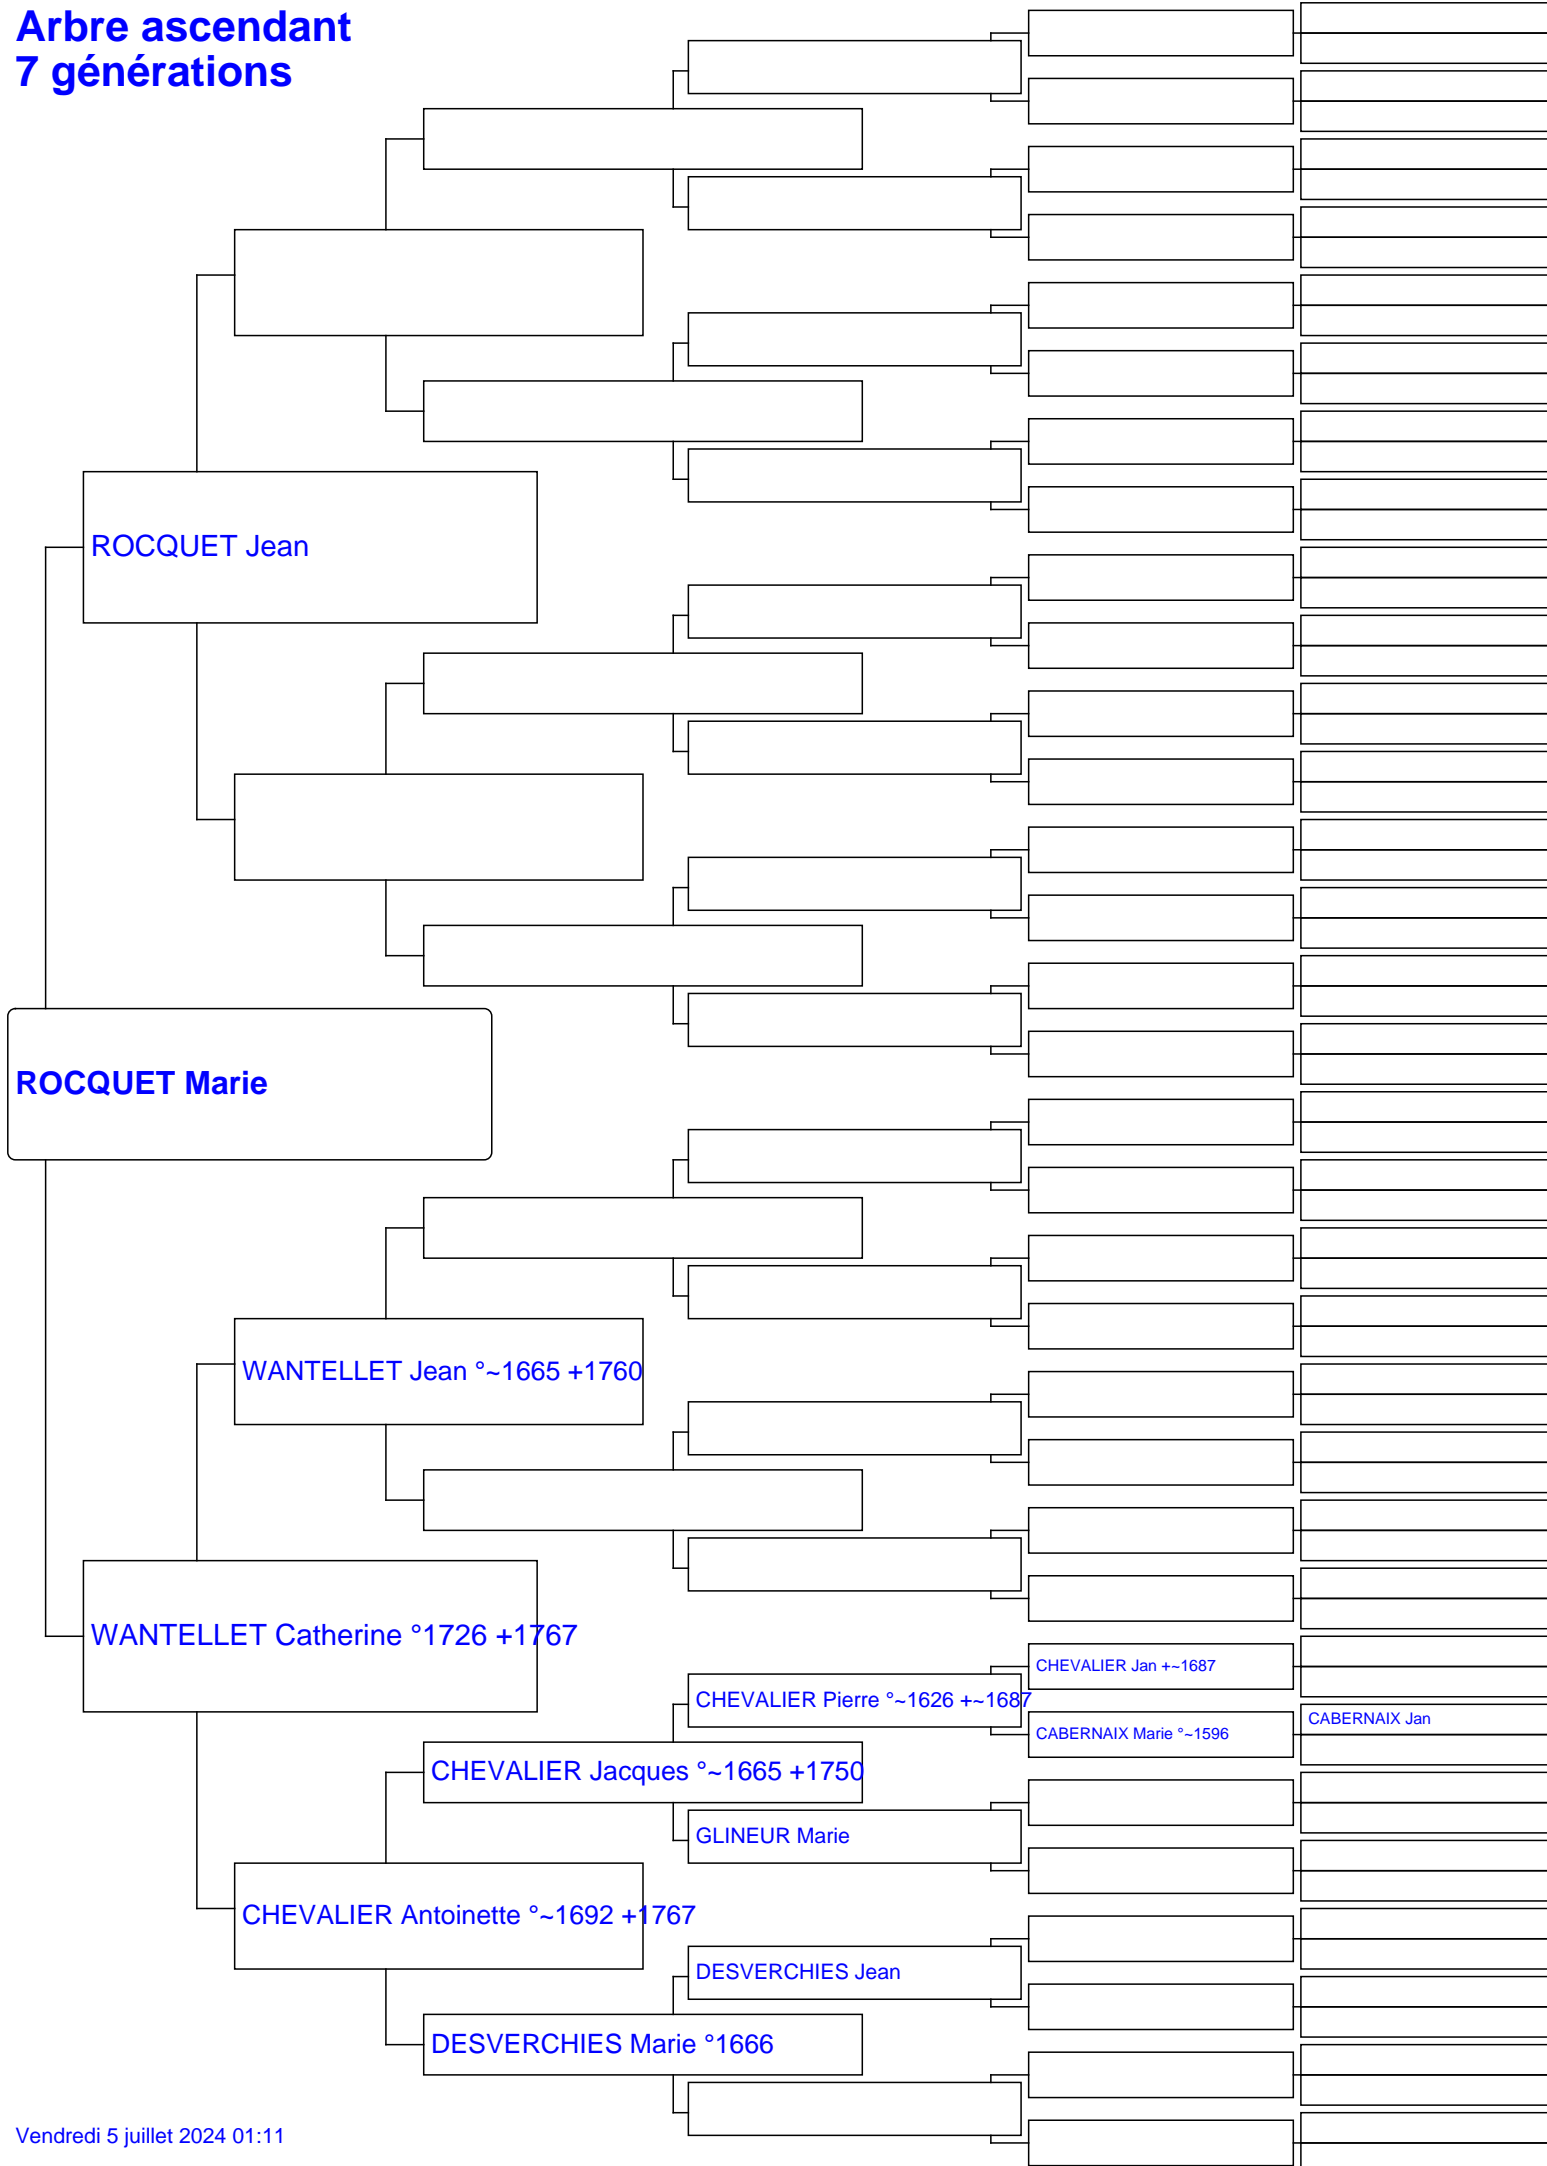 Arbre ascendant
7 générations
ROCQUET Jean
ROCQUET Marie
WANTELLET Jean °~1665 +1760
WANTELLET Catherine °1726 +1767
CHEVALIER Jan +~1687
CHEVALIER Pierre °~1626 +~1687
CABERNAIX Jan
CABERNAIX Marie °~1596
CHEVALIER Jacques °~1665 +1750
GLINEUR Marie
CHEVALIER Antoinette °~1692 +1767
DESVERCHIES Jean
DESVERCHIES Marie °1666
Vendredi 5 juillet 2024 01:11